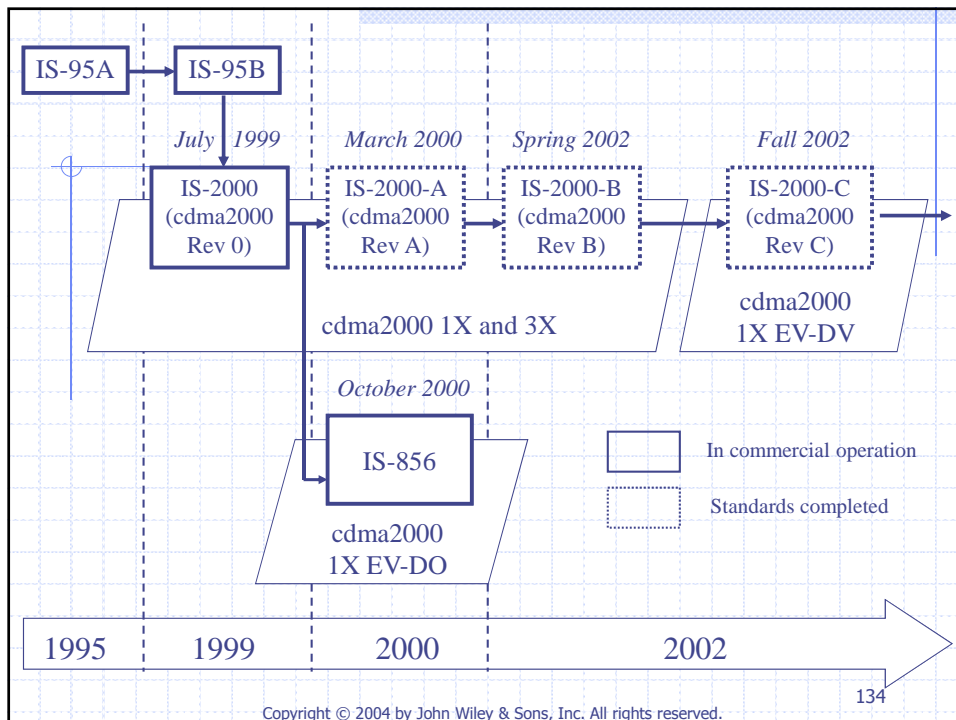 IS-95A
IS-95B
July 1999
March 2000
Spring 2002
Fall 2002
IS-2000
(cdma2000
Rev 0)
IS-2000-A
(cdma2000
Rev A)
IS-2000-B
(cdma2000
Rev B)
IS-2000-C
(cdma2000
Rev C)
cdma2000 1X and 3X
cdma2000
1X EV-DV
October 2000
IS-856
cdma2000
1X EV-DO
In commercial operation
Standards completed
1995
1999
2000
2002
134
Copyright © 2004 by John Wiley & Sons, Inc. All rights reserved.